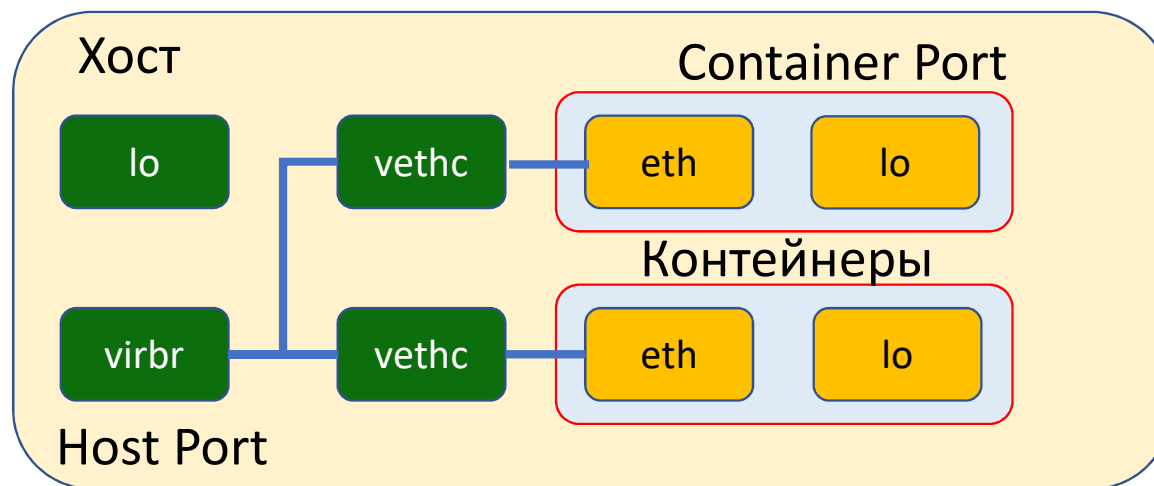 Хост
Container Port
lo
vethc
eth
lo
Контейнеры
virbr
vethc
eth
lo
Host Port